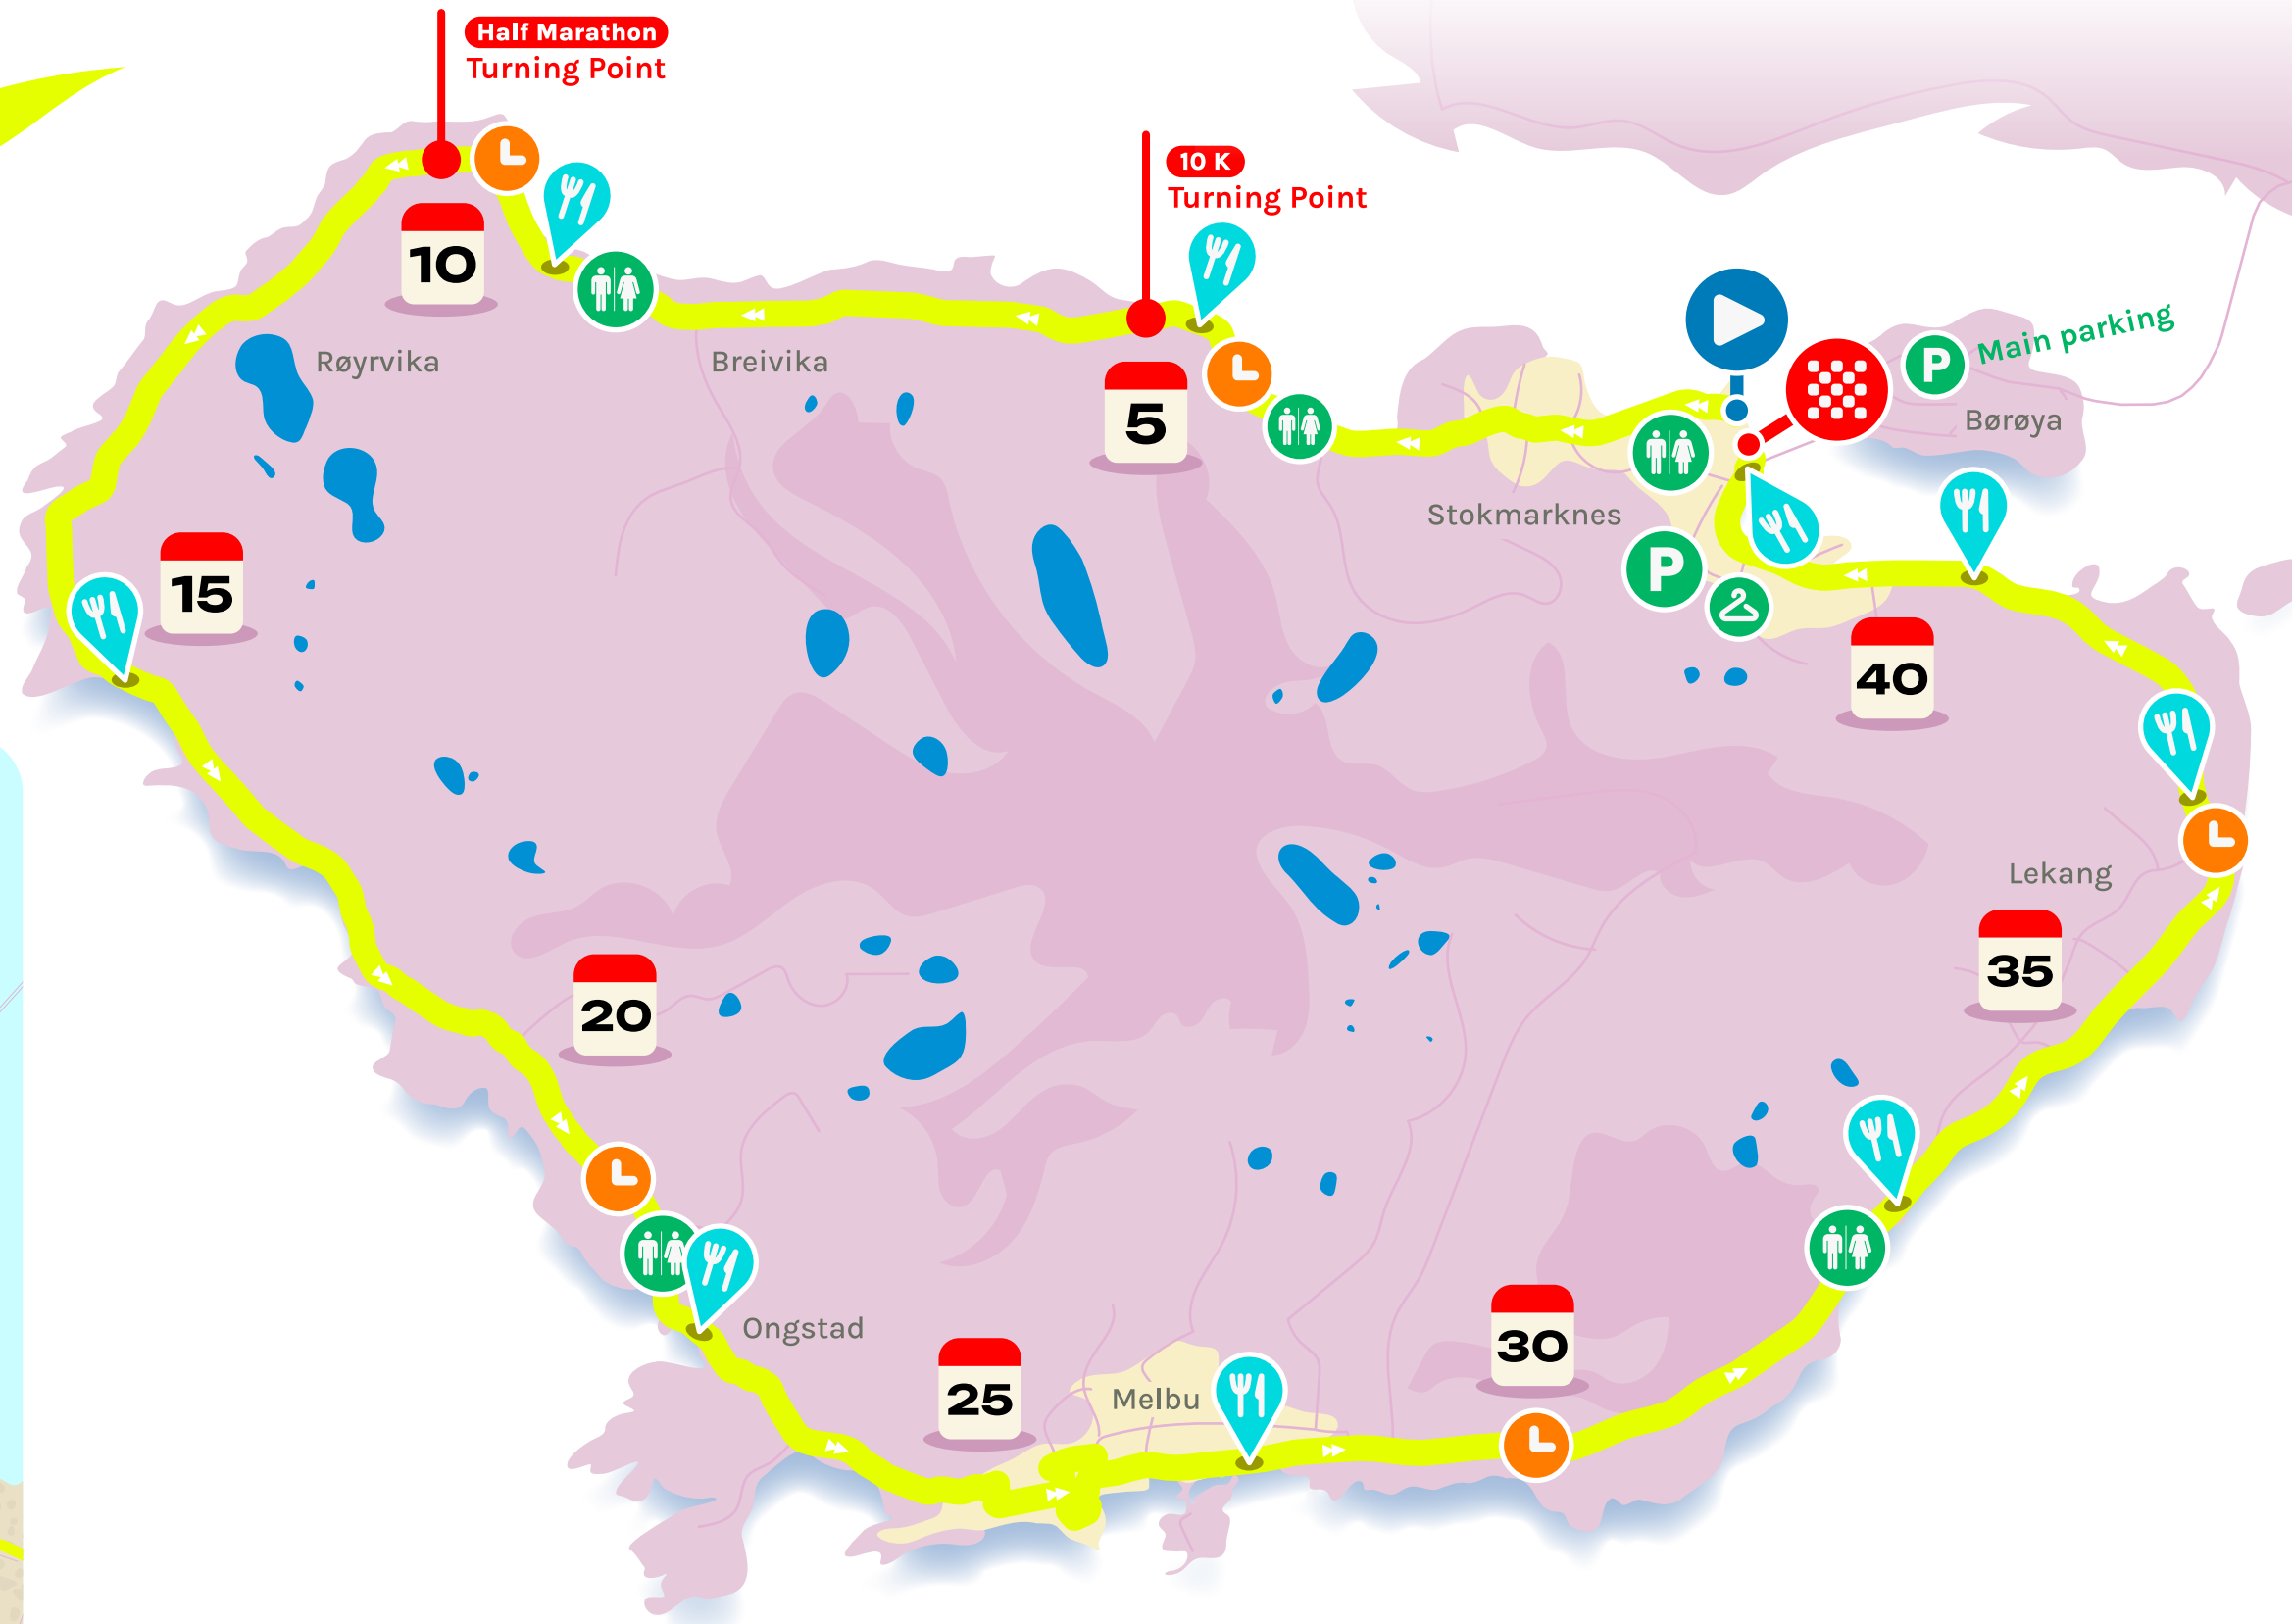 Half Marathon
Turning Point
10 K
Turning Point
10
Main parking
P
Røyrvika
Breivika
5
Børøya
Stokmarknes
P
15
40
Lekang
35
20
30
Ongstad
25
Melbu